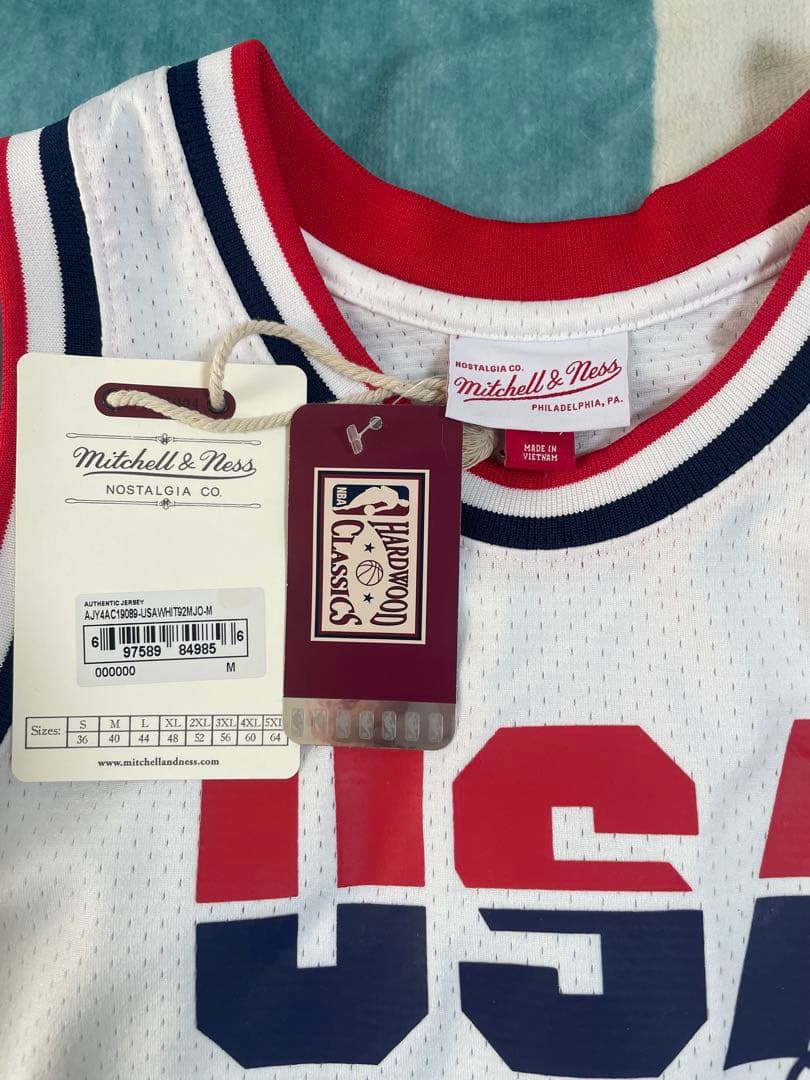 Mitchell & Ness
NOSTALGIA CO.
AUTHENTIC JERSEY
AJY4AC19089-USAWHIT92MJO-M
6 97589 84985 6
000000 M
Sizes: S M L XL 2XL 3XL 4XL 5XL
36 40 44 48 52 56 60 64
www.mitchellandness.com
NBA
HARDWOOD
CLASSICS
NOSTALGIA CO.
Mitchell & Ness
PHILADELPHIA, PA.
MADE IN
VIETNAM
USA